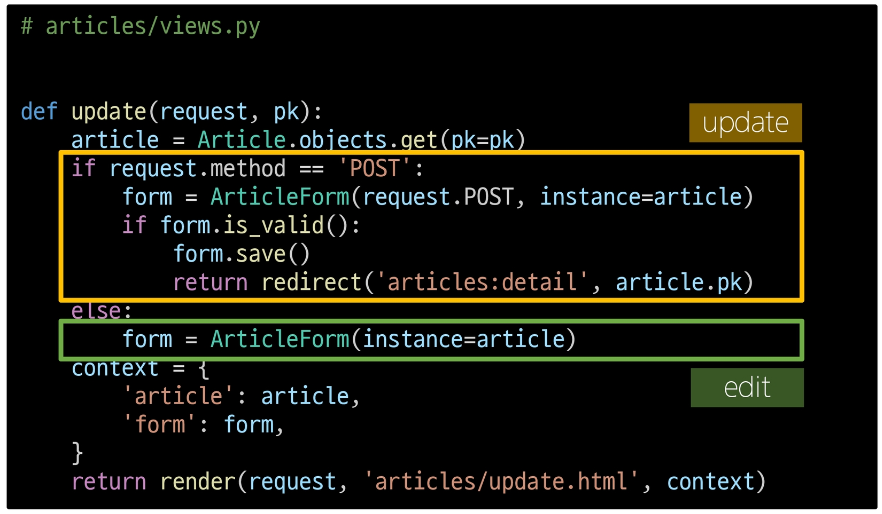 # articles/views.py
def update(request, pk):
update
    article = Article.objects.get(pk=pk)
    if request.method == 'POST':
        form = ArticleForm(request.POST, instance=article)
        if form.is_valid():
            form.save()
            return redirect('articles:detail', article.pk)
    else:
        form = ArticleForm(instance=article)
    context = {
edit
        'article': article,
        'form': form,
    }
    return render(request, 'articles/update.html', context)